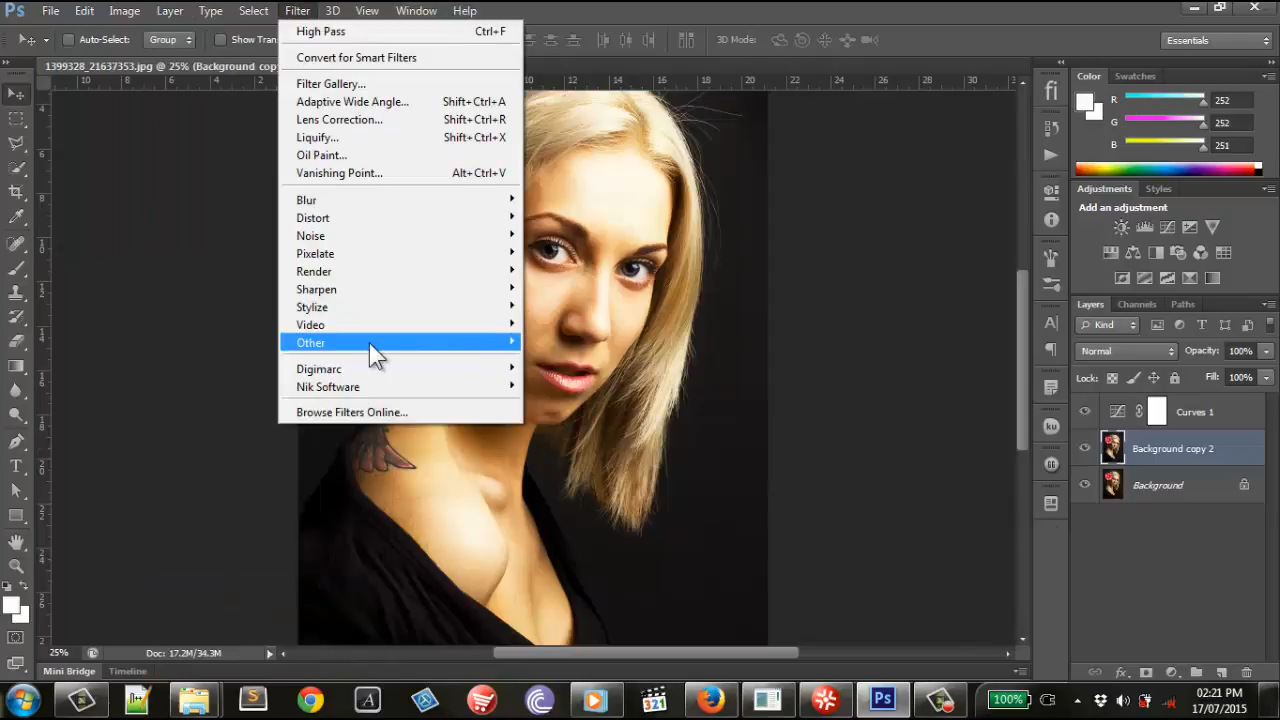 Ps File Edit Image Layer Type Select Filter 3D View Window Help
Auto-Select: Group Show Tran 3D Mode: Essentials
1399328_21637353.jpg @ 25% (Background cop
High Pass Ctrl+F
Convert for Smart Filters
Filter Gallery...
Adaptive Wide Angle... Shift+Ctrl+A
Lens Correction... Shift+Ctrl+R
Liquify... Shift+Ctrl+X
Oil Paint...
Vanishing Point... Alt+Ctrl+V
Blur
Distort
Noise
Pixelate
Render
Sharpen
Stylize
Video
Other
Digimarc
Nik Software
Browse Filters Online...
Color Swatches
R 252
G 252
B 251
Adjustments Styles
Add an adjustment
Layers Channels Paths
Kind
Normal Opacity: 100%
Lock: Fill: 100%
Curves 1
Background copy 2
Background
25% Doc: 17.2M/34.3M
Mini Bridge Timeline
100% 02:21 PM
17/07/2015